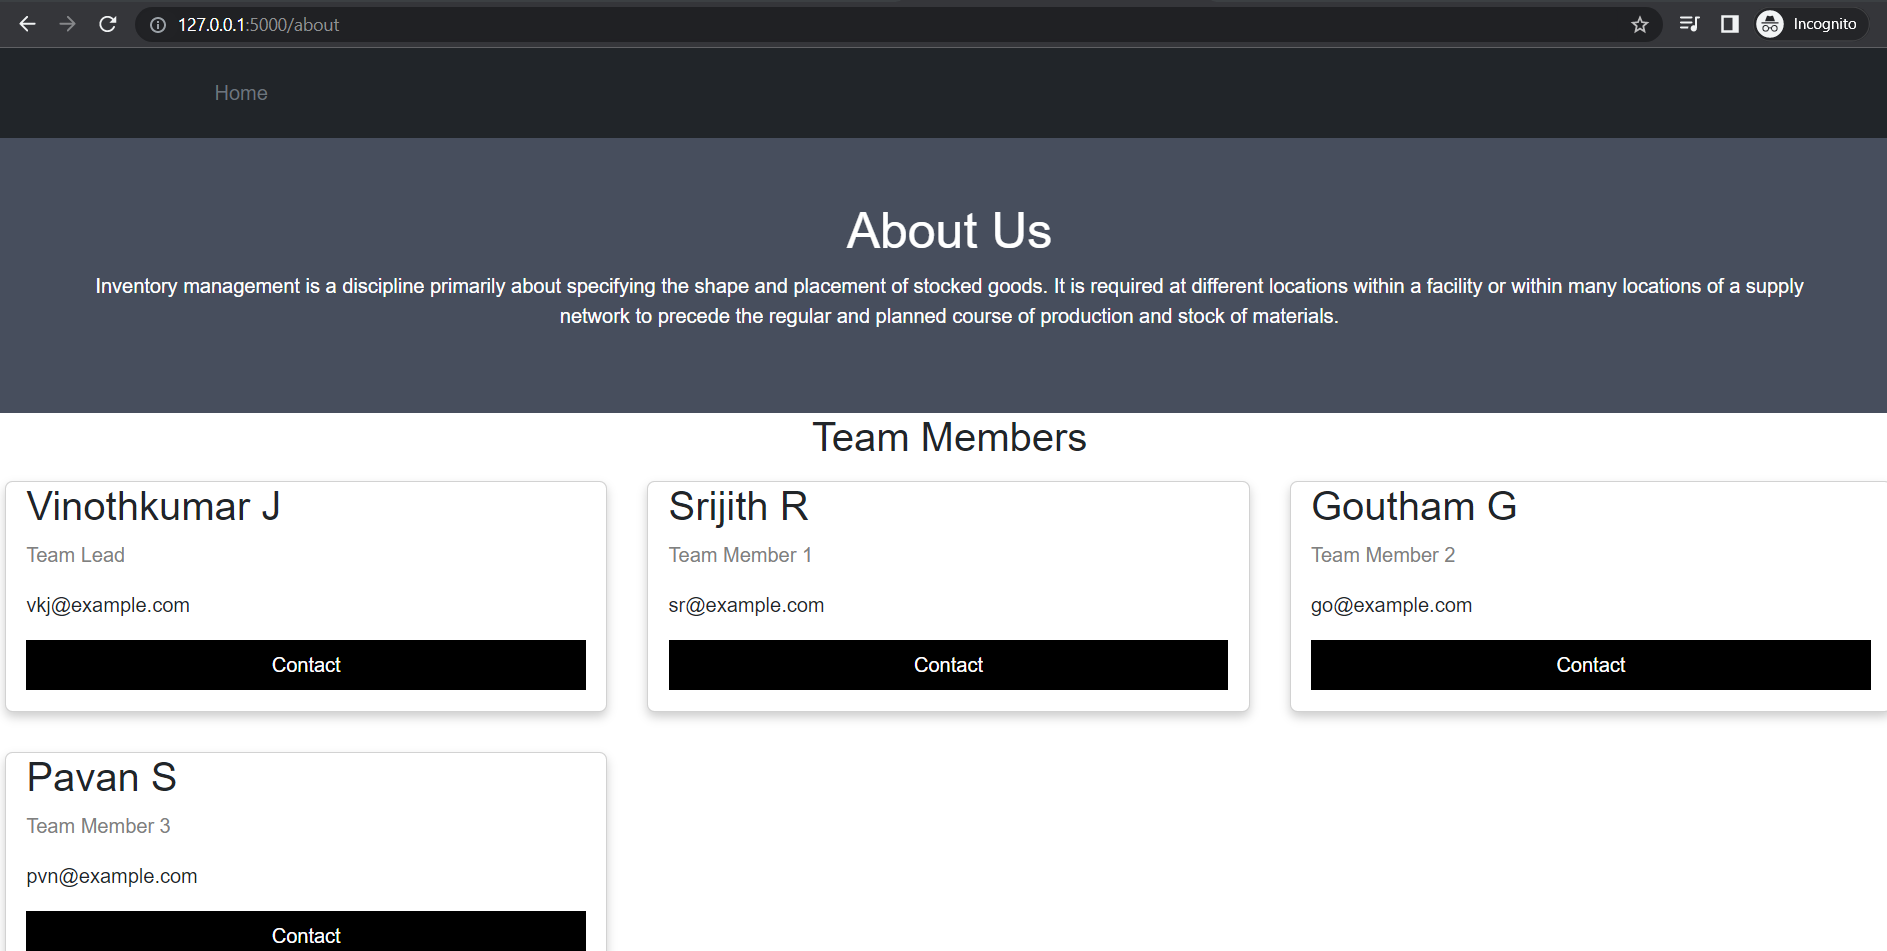 127.0.0.1:5000/about
Incognito
Home
About Us
Inventory management is a discipline primarily about specifying the shape and placement of stocked goods. It is required at different locations within a facility or within many locations of a supply
network to precede the regular and planned course of production and stock of materials.
Team Members
Vinothkumar J
Team Lead
vkj@example.com
Contact
Srijith R
Team Member 1
sr@example.com
Contact
Goutham G
Team Member 2
go@example.com
Contact
Pavan S
Team Member 3
pvn@example.com
Contact